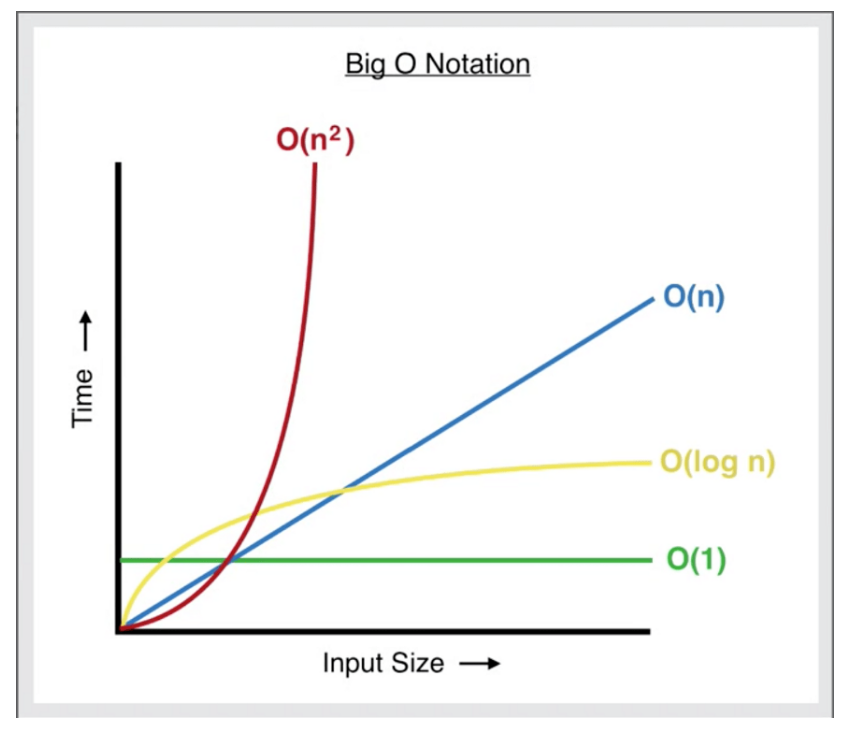 Big O Notation
O(n²)
O(n)
Time →
O(log n)
O(1)
Input Size →